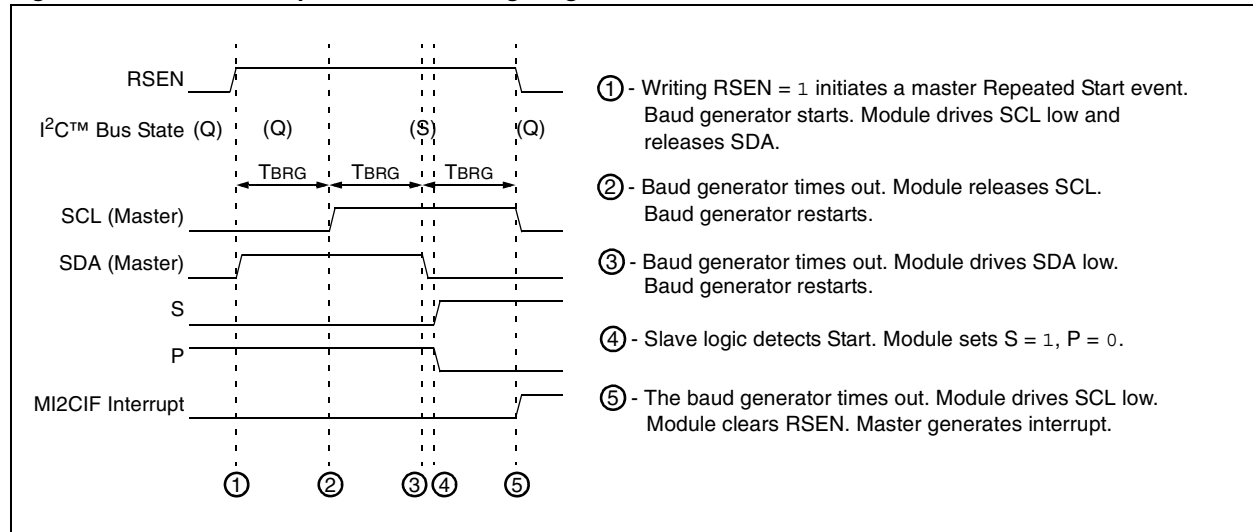 RSEN
I2C™ Bus State (Q) (Q) (S) (Q)
TBRG TBRG TBRG
SCL (Master)
SDA (Master)
S
P
MI2CIF Interrupt
1 2 3 4 5
1 - Writing RSEN = 1 initiates a master Repeated Start event.
Baud generator starts. Module drives SCL low and
releases SDA.
2 - Baud generator times out. Module releases SCL.
Baud generator restarts.
3 - Baud generator times out. Module drives SDA low.
Baud generator restarts.
4 - Slave logic detects Start. Module sets S = 1, P = 0.
5 - The baud generator times out. Module drives SCL low.
Module clears RSEN. Master generates interrupt.